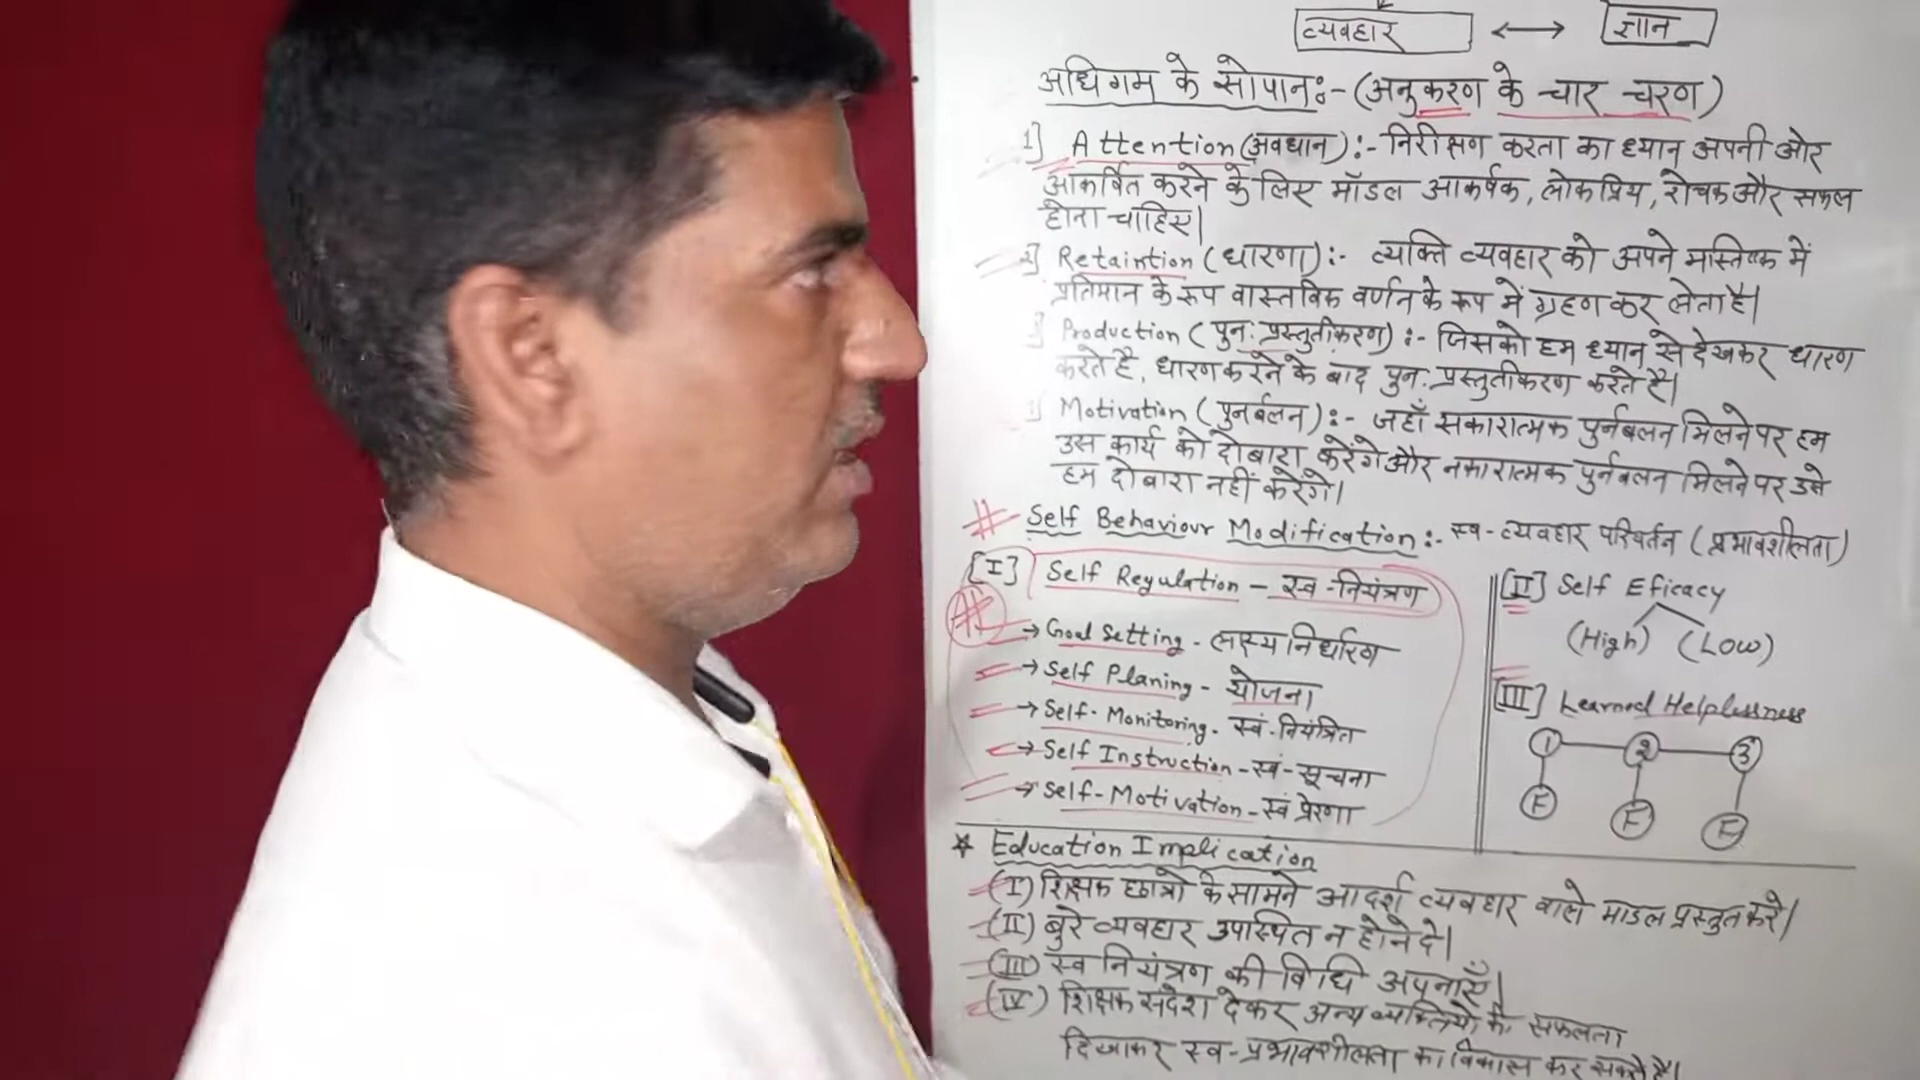 व्यवहार ↔ ज्ञान
अधिगम के सोपानः- (अनुकरण के चार चरण)
1] Attention (अवधान) :- निरीक्षण करता का ध्यान अपनी और
आकर्षित करने के लिए मॉडल आकर्षक, लोकप्रिय, रोचक और सफल
होना चाहिए।
2] Retaintion (धारणा) :- व्यक्ति व्यवहार को अपने मस्तिष्क में
प्रतिमान के रूप वास्तविक वर्णन के रूप में ग्रहण कर लेता है।
Production (पुन: प्रस्तुतीकरण) :- जिसको हम ध्यान से देखकर धारण
करते है, धारण करने के बाद पुन: प्रस्तुतीकरण करते है।
Motivation (पुनर्बलन) :- जहाँ सकारात्मक पुर्नबलन मिलने पर हम
उस कार्य को दोबारा करेंगे और नकारात्मक पुर्नबलन मिलने पर उसे
हम दोबारा नहीं करेंगे।
# Self Behaviour Modification :- स्व-व्यवहार परिवर्तन (प्रभावशीलता)
[I] Self Regulation – स्व-नियंत्रण
→ Goal Setting - लक्ष्य निर्धारण
→ Self Planing - योजना
→ Self-Monitoring - स्वं-नियंत्रित
→ Self Instruction - स्वं-सूचना
→ Self-Motivation - स्वं प्रेरणा
[II] Self Eficacy
(High) (Low)
[III] Learned Helplessness
1 2 3
F F F
* Education Implication
(I) शिक्षक छात्रो के सामने आदर्श व्यवहार वाले माडल प्रस्तुत करे।
(II) बुरे व्यवहार उपस्थित न होने दे।
(III) स्व नियंत्रण की विधि अपनाएँ।
(IV) शिक्षक संदेश देकर अन्य व्यक्तियों की सफलता
दिखाकर स्व-प्रभावशीलता का विकास कर सकते है।